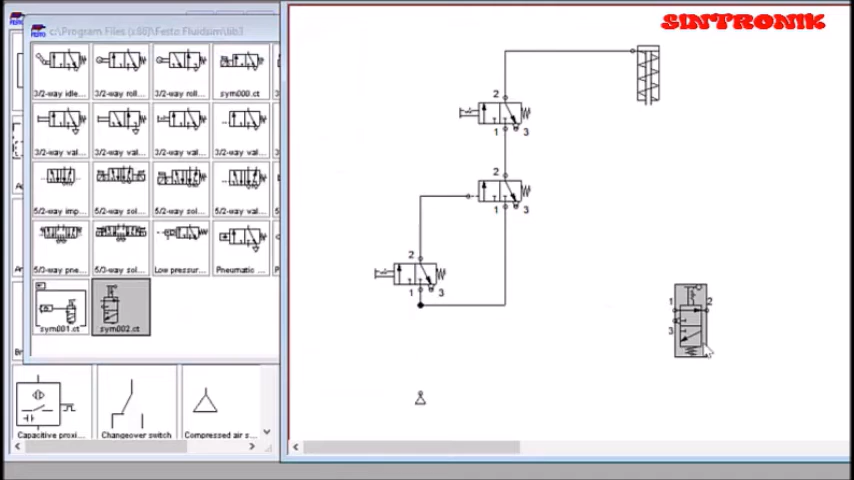 SINTRONIK
c:\Program Files (x86)\Festo Fluidsim\lib3
3/2-way idle... 3/2-way roll... 3/2-way roll... sym000.ct
3/2-way val... 3/2-way val... 3/2-way val... 3/2-way val...
5/2-way imp... 5/2-way sol... 5/2-way sol... 5/2-way val...
5/3-way pne... 5/3-way sol... Low pressur... Pneumatic ...
sym001.ct sym002.ct
Capacitive proxi... Changeover switch Compressed air s...
2
1
3
2
1
3
2
1
3
1
2
3